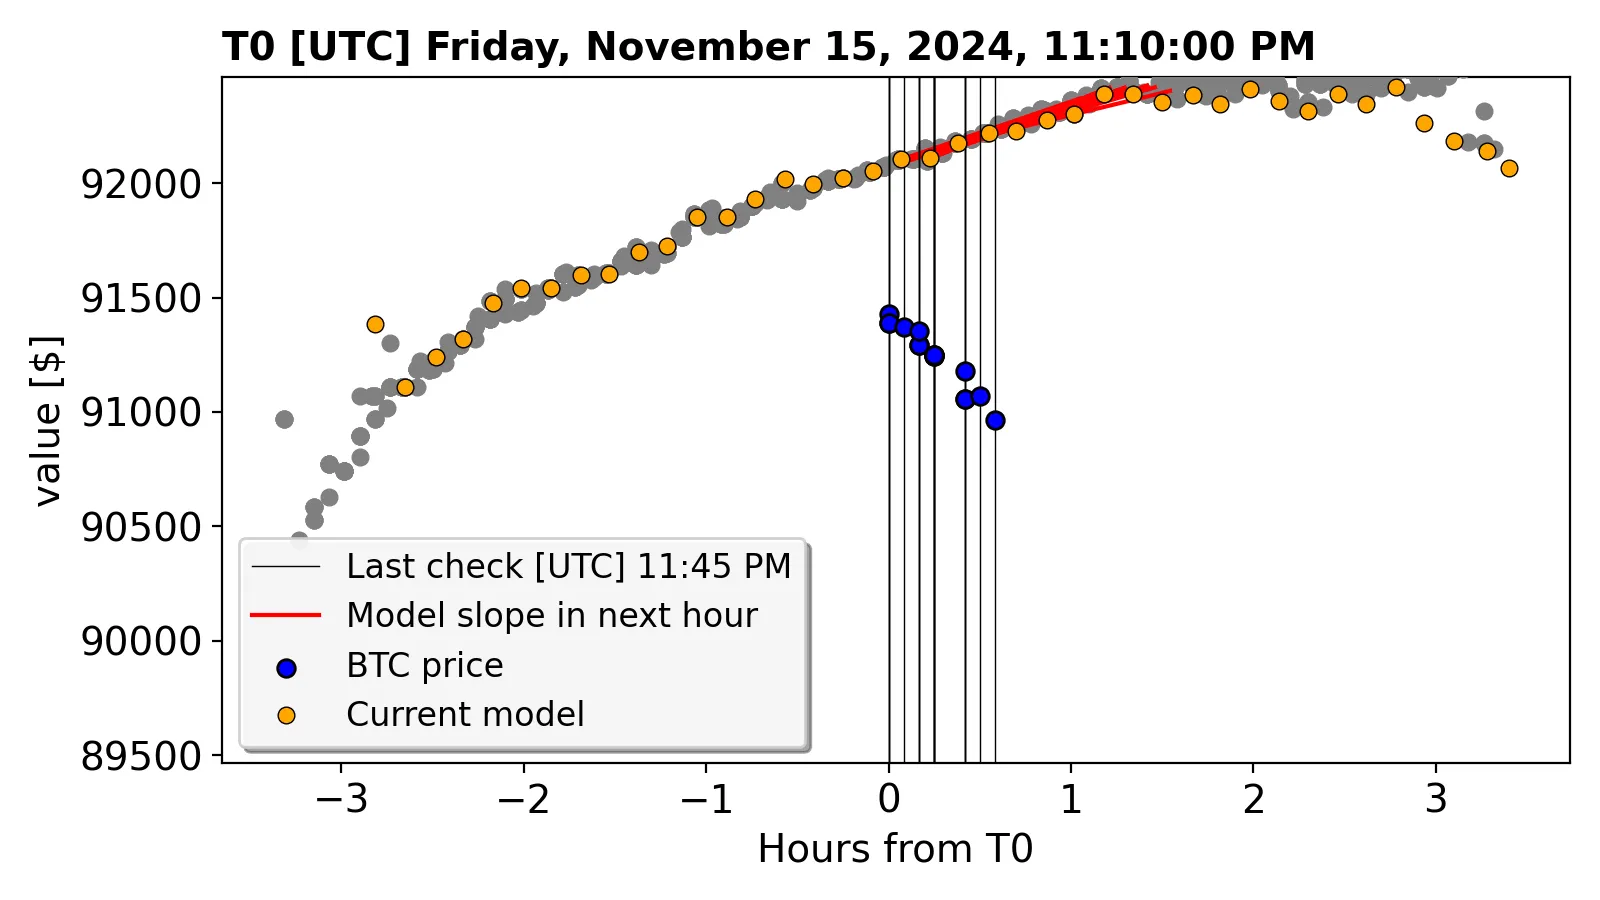 T0 [UTC] Friday, November 15, 2024, 11:10:00 PM
value [$]
92000
91500
91000
90500
90000
89500
Last check [UTC] 11:45 PM
Model slope in next hour
BTC price
Current model
−3 −2 −1 0 1 2 3
Hours from T0